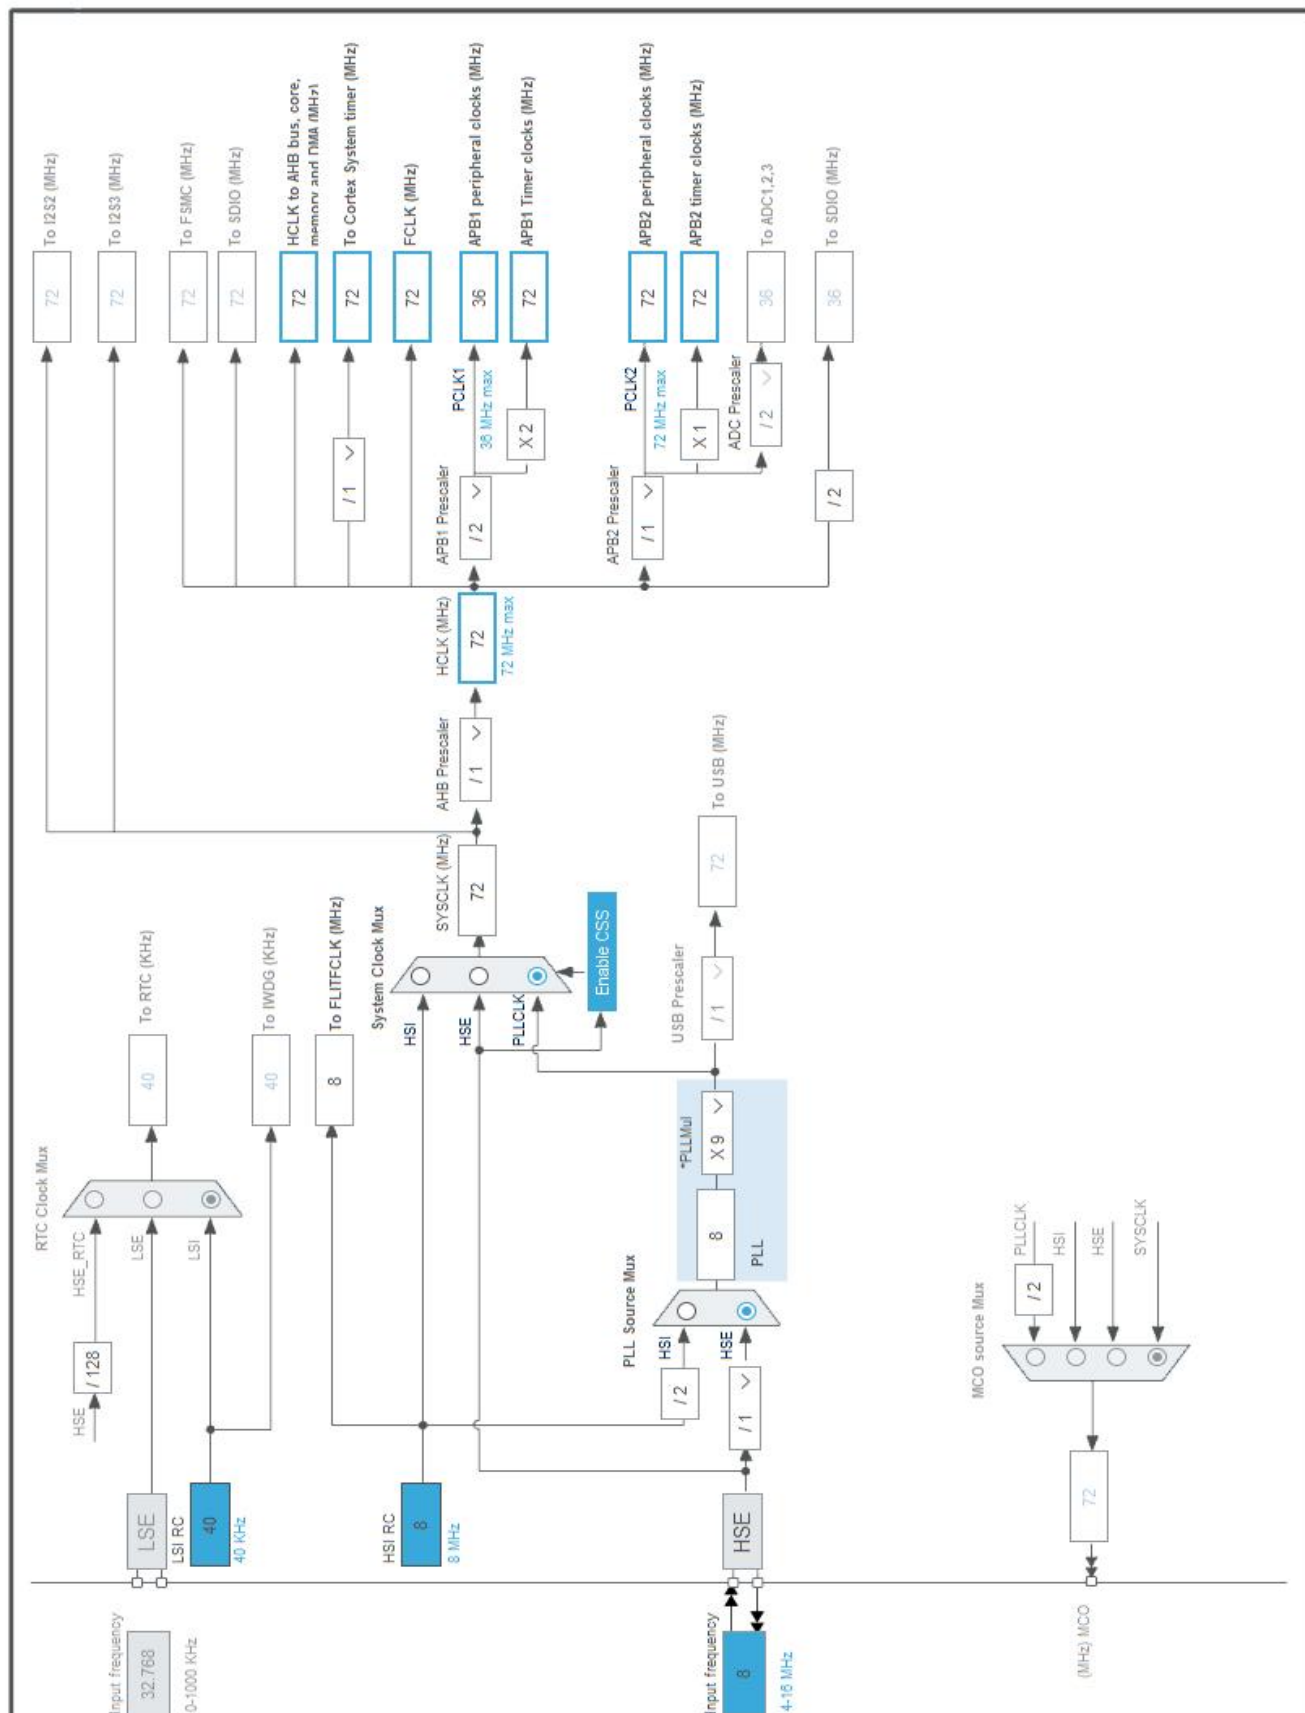 Input frequency
32.768
0-1000 KHz
LSE
LSI RC
40
40 KHz
HSE
/ 128
HSE_RTC
LSE
LSI
RTC Clock Mux
40
To RTC (KHz)
40
To IWDG (KHz)
8
To FLITFCLK (MHz)
HSI RC
8
8 MHz
Input frequency
8
4-16 MHz
HSE
/ 2
/ 1
HSI
HSE
PLL Source Mux
8
PLL
*PLLMul
X 9
USB Prescaler
/ 1
72
To USB (MHz)
System Clock Mux
HSI
HSE
PLLCLK
Enable CSS
SYSCLK (MHz)
72
AHB Prescaler
/ 1
HCLK (MHz)
72
72 MHz max
72
To I2S2 (MHz)
72
To I2S3 (MHz)
72
To FSMC (MHz)
72
To SDIO (MHz)
72
HCLK to AHB bus, core,
memory and DMA (MHz)
/ 1
72
To Cortex System timer (MHz)
72
FCLK (MHz)
APB1 Prescaler
/ 2
PCLK1
36 MHz max
36
APB1 peripheral clocks (MHz)
X 2
72
APB1 Timer clocks (MHz)
APB2 Prescaler
/ 1
PCLK2
72 MHz max
72
APB2 peripheral clocks (MHz)
X 1
72
APB2 timer clocks (MHz)
ADC Prescaler
/ 2
36
To ADC1,2,3
/ 2
36
To SDIO (MHz)
MCO source Mux
PLLCLK
/ 2
HSI
HSE
SYSCLK
72
(MHz) MCO